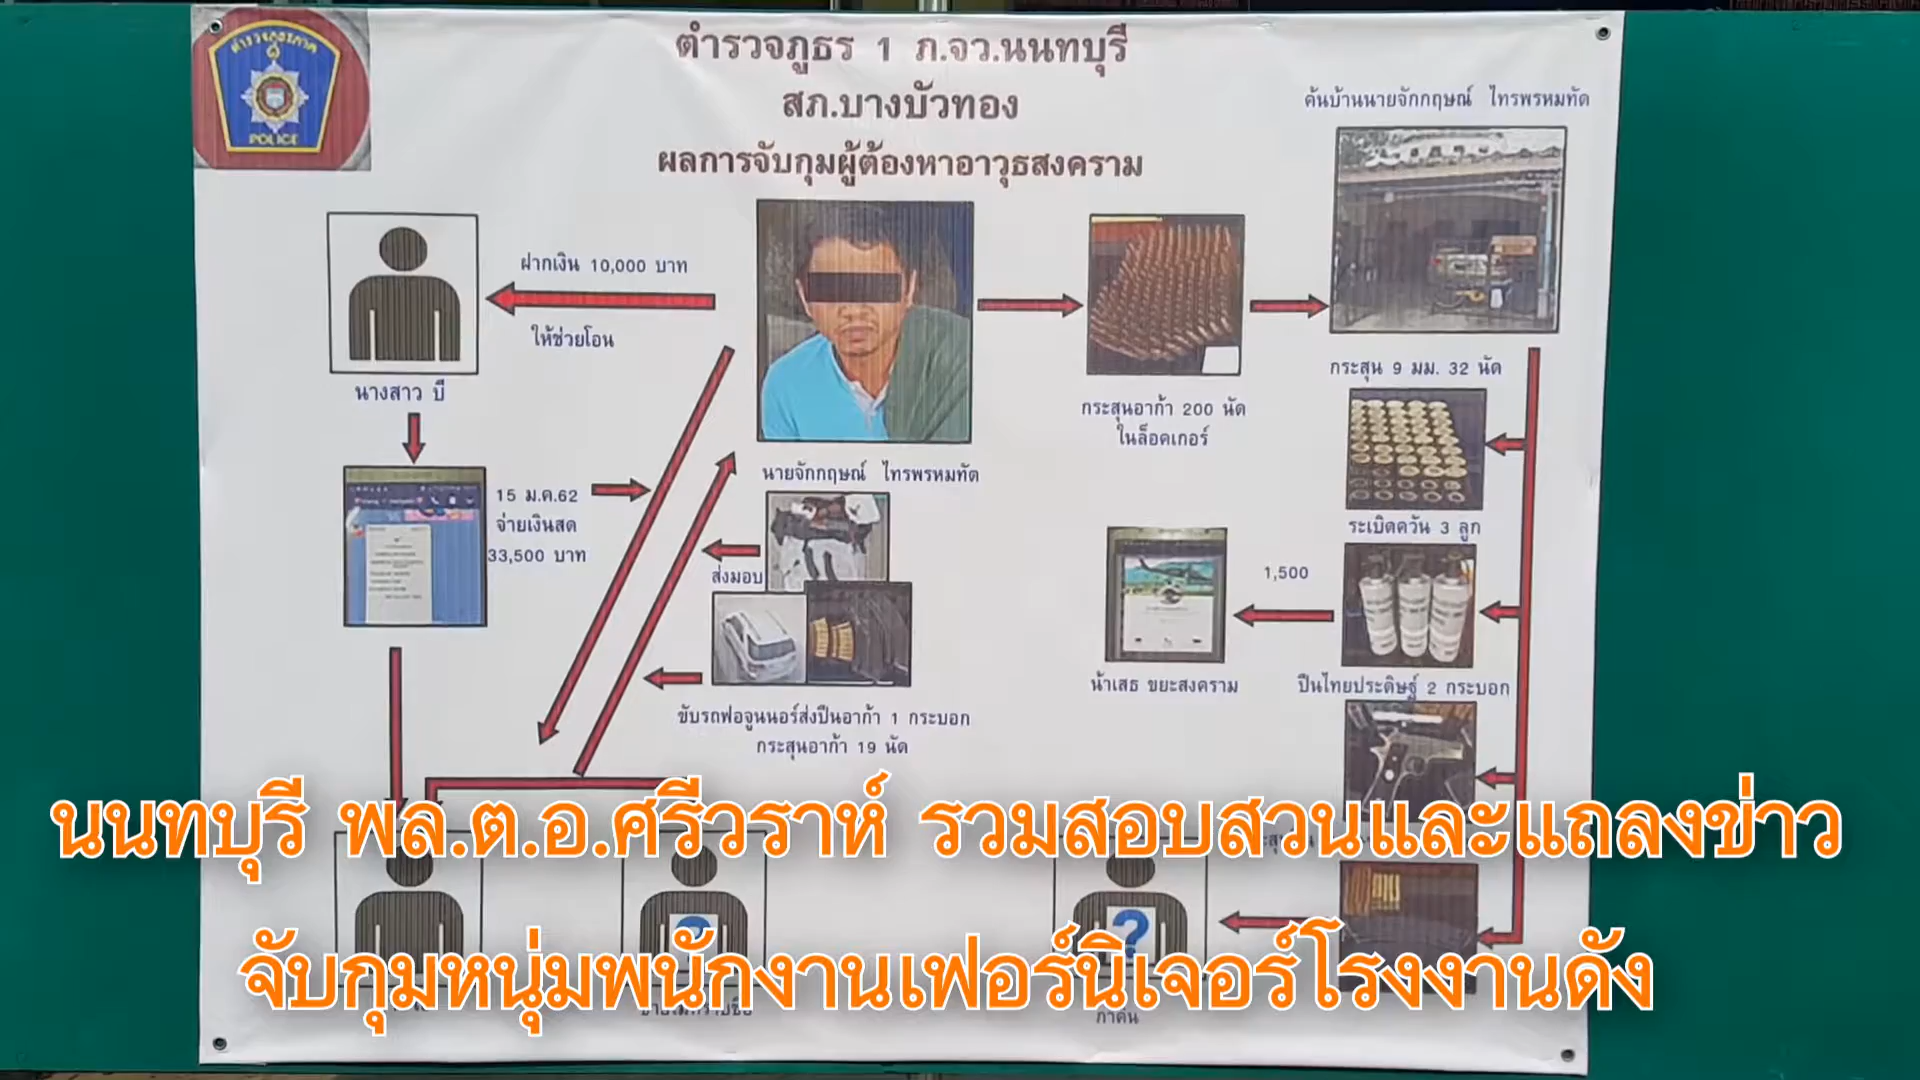 ตำรวจภูธร
POLICE
ตำรวจภูธร 1 ภ.จว.นนทบุรี
สภ.บางบัวทอง
ผลการจับกุมผู้ต้องหาอาวุธสงคราม
ค้นบ้านนายจักกฤษณ์ ไทรพรหมทัด
ฝากเงิน 10,000 บาท
ให้ช่วยโอน
นางสาว บี
กระสุน 9 มม. 32 นัด
กระสุนอาก้า 200 นัด
ในล็อคเกอร์
นายจักกฤษณ์ ไทรพรหมทัด
15 ม.ค.62
จ่ายเงินสด
33,500 บาท
ระเบิดควัน 3 ลูก
ส่งมอบ
1,500
น้าเสธ ขยะสงคราม
ปืนไทยประดิษฐ์ 2 กระบอก
ขับรถฟอจูนเนอร์ส่งปืนอาก้า 1 กระบอก
กระสุนอาก้า 19 นัด
นนทบุรี พล.ต.อ.ศรีวราห์ รวมสอบสวนและแถลงข่าว
?
?
จับกุมหนุ่มพนักงานเฟอร์นิเจอร์โรงงานดัง